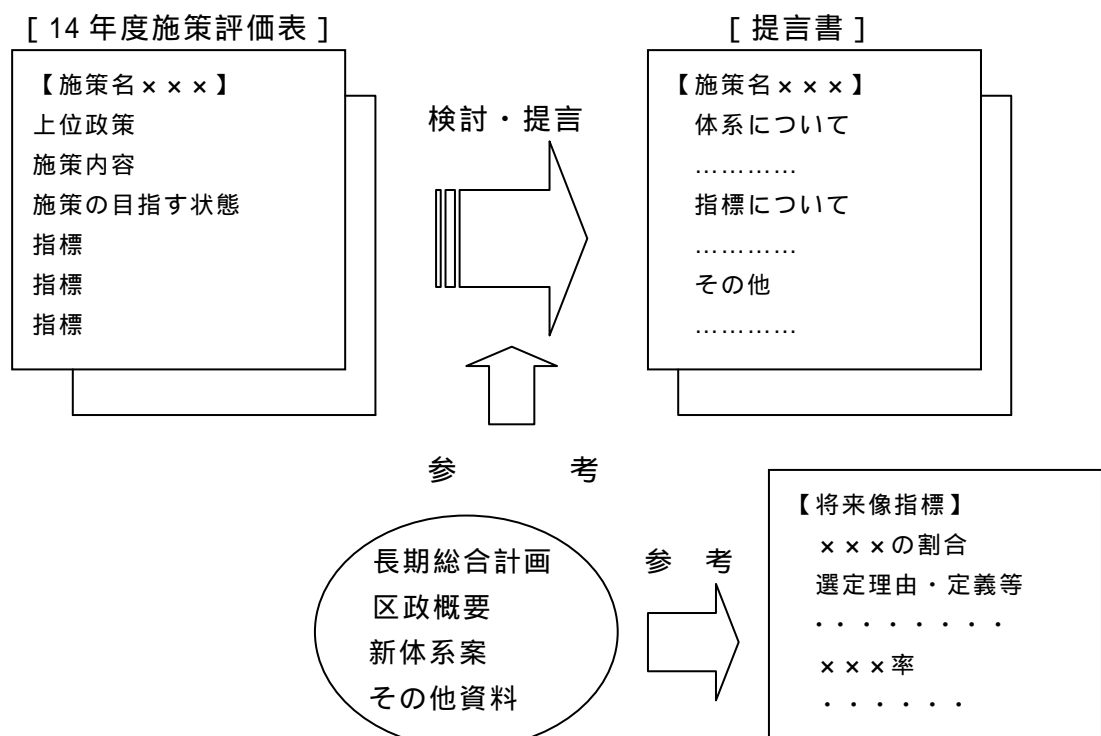 [ 14 年度施策評価表 ]
【施策名×××】
上位政策
施策内容
施策の目指す状態
指標
指標
指標
検討・提言
[ 提言書 ]
【施策名×××】
体系について
…………
指標について
…………
その他
…………
参　考
長期総合計画
区政概要
新体系案
その他資料
参　考
【将来像指標】
×××の割合
選定理由・定義等
・・・・・・・・
×××率
・・・・・・